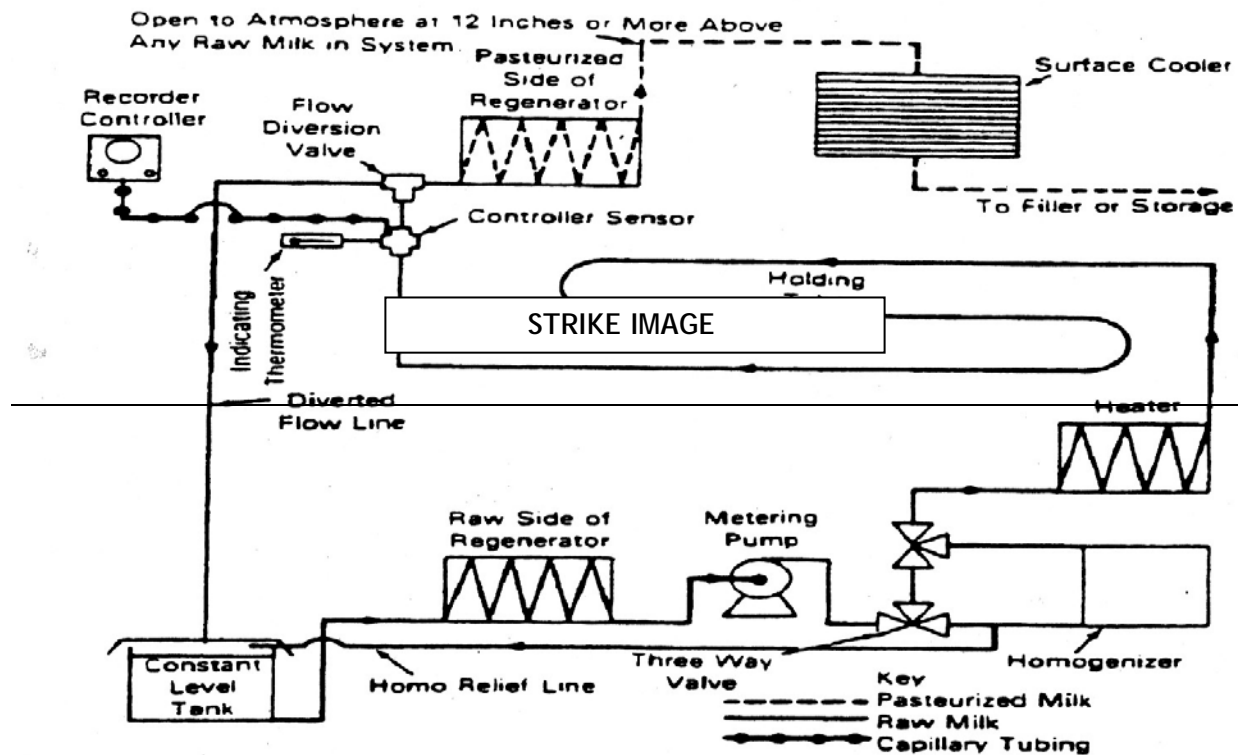 Open to Atmosphere at 12 Inches or More Above
Any Raw Milk in System
Pasteurized
Side of
Regenerator
Surface Cooler
Recorder
Controller
Flow
Diversion
Valve
Controller Sensor
To Filler or Storage
Indicating
Thermometer
Holding
STRIKE IMAGE
Diverted
Flow Line
Heater
Raw Side of
Regenerator
Metering
Pump
Constant
Level
Tank
Homo Relief Line
Three Way
Valve
Homogenizer
Key
Pasteurized Milk
Raw Milk
Capillary Tubing